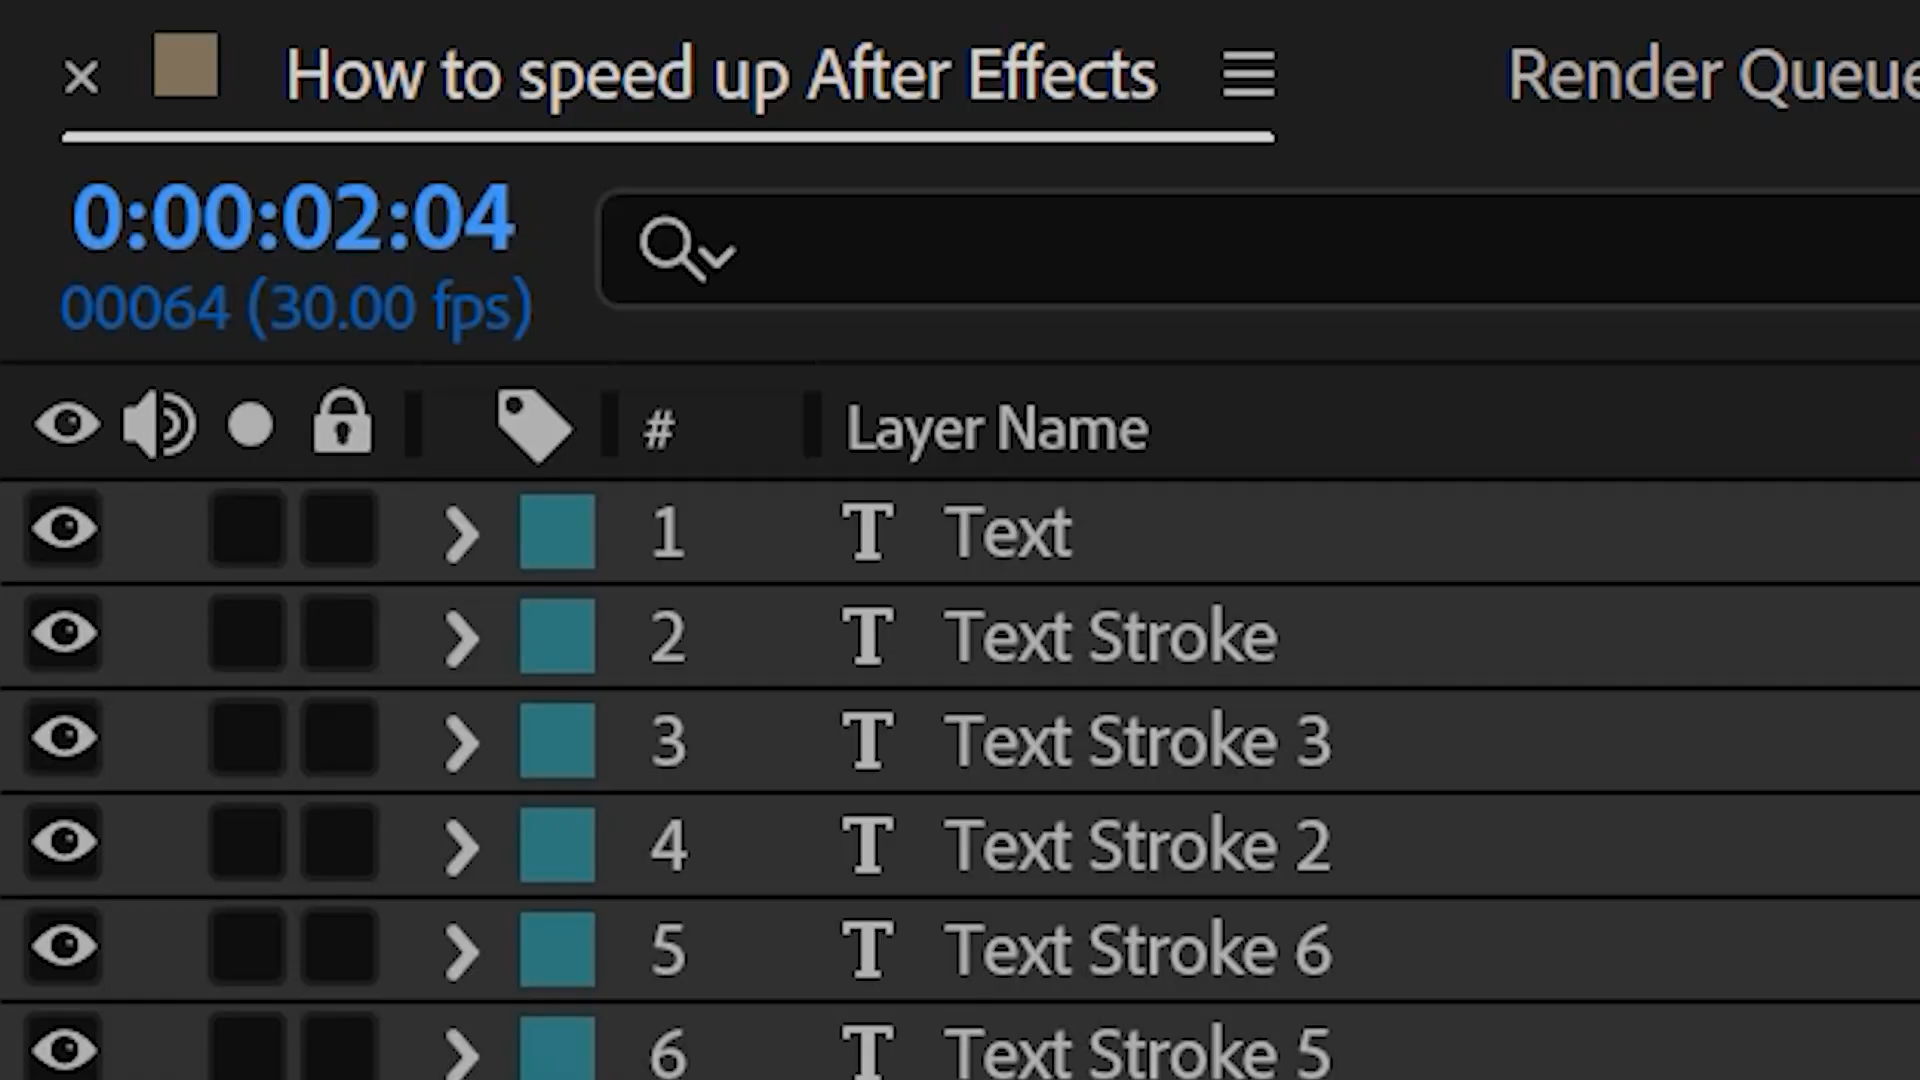 How to speed up After Effects
Render Queue
0:00:02:04
00064 (30.00 fps)
# Layer Name
1 T Text
2 T Text Stroke
3 T Text Stroke 3
4 T Text Stroke 2
5 T Text Stroke 6
6 T Text Stroke 5